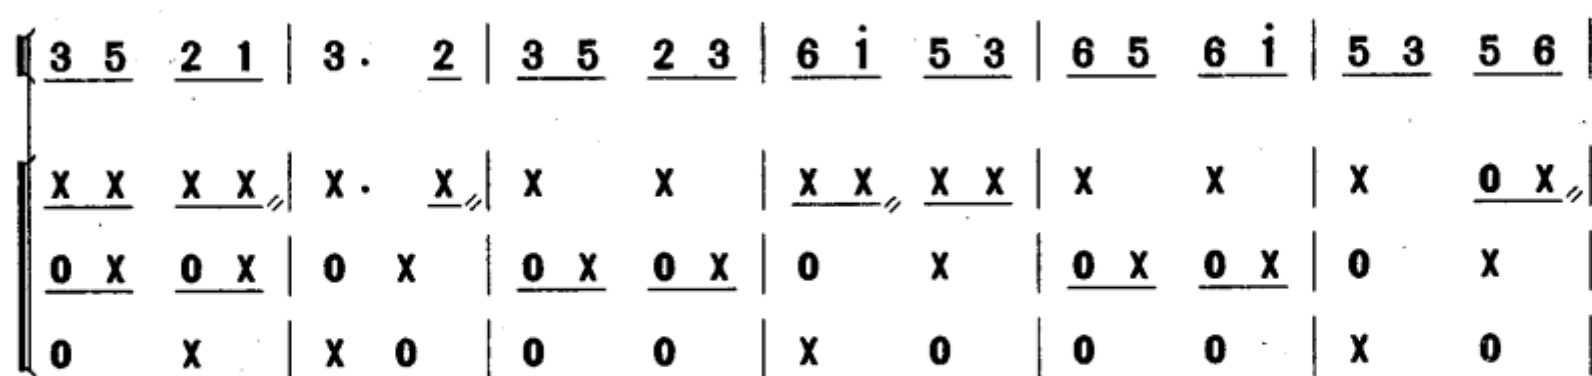 3 5 2 1 | 3 . 2 | 3 5 2 3 | 6 i 5 3 | 6 5 6 i | 5 3 5 6 |
X X X X〃| X . X〃| X X | X X〃X X | X X | X 0 X〃|
0 X 0 X | 0 X | 0 X 0 X | 0 X | 0 X 0 X | 0 X |
0 X | X 0 | 0 0 | X 0 | 0 0 | X 0 |